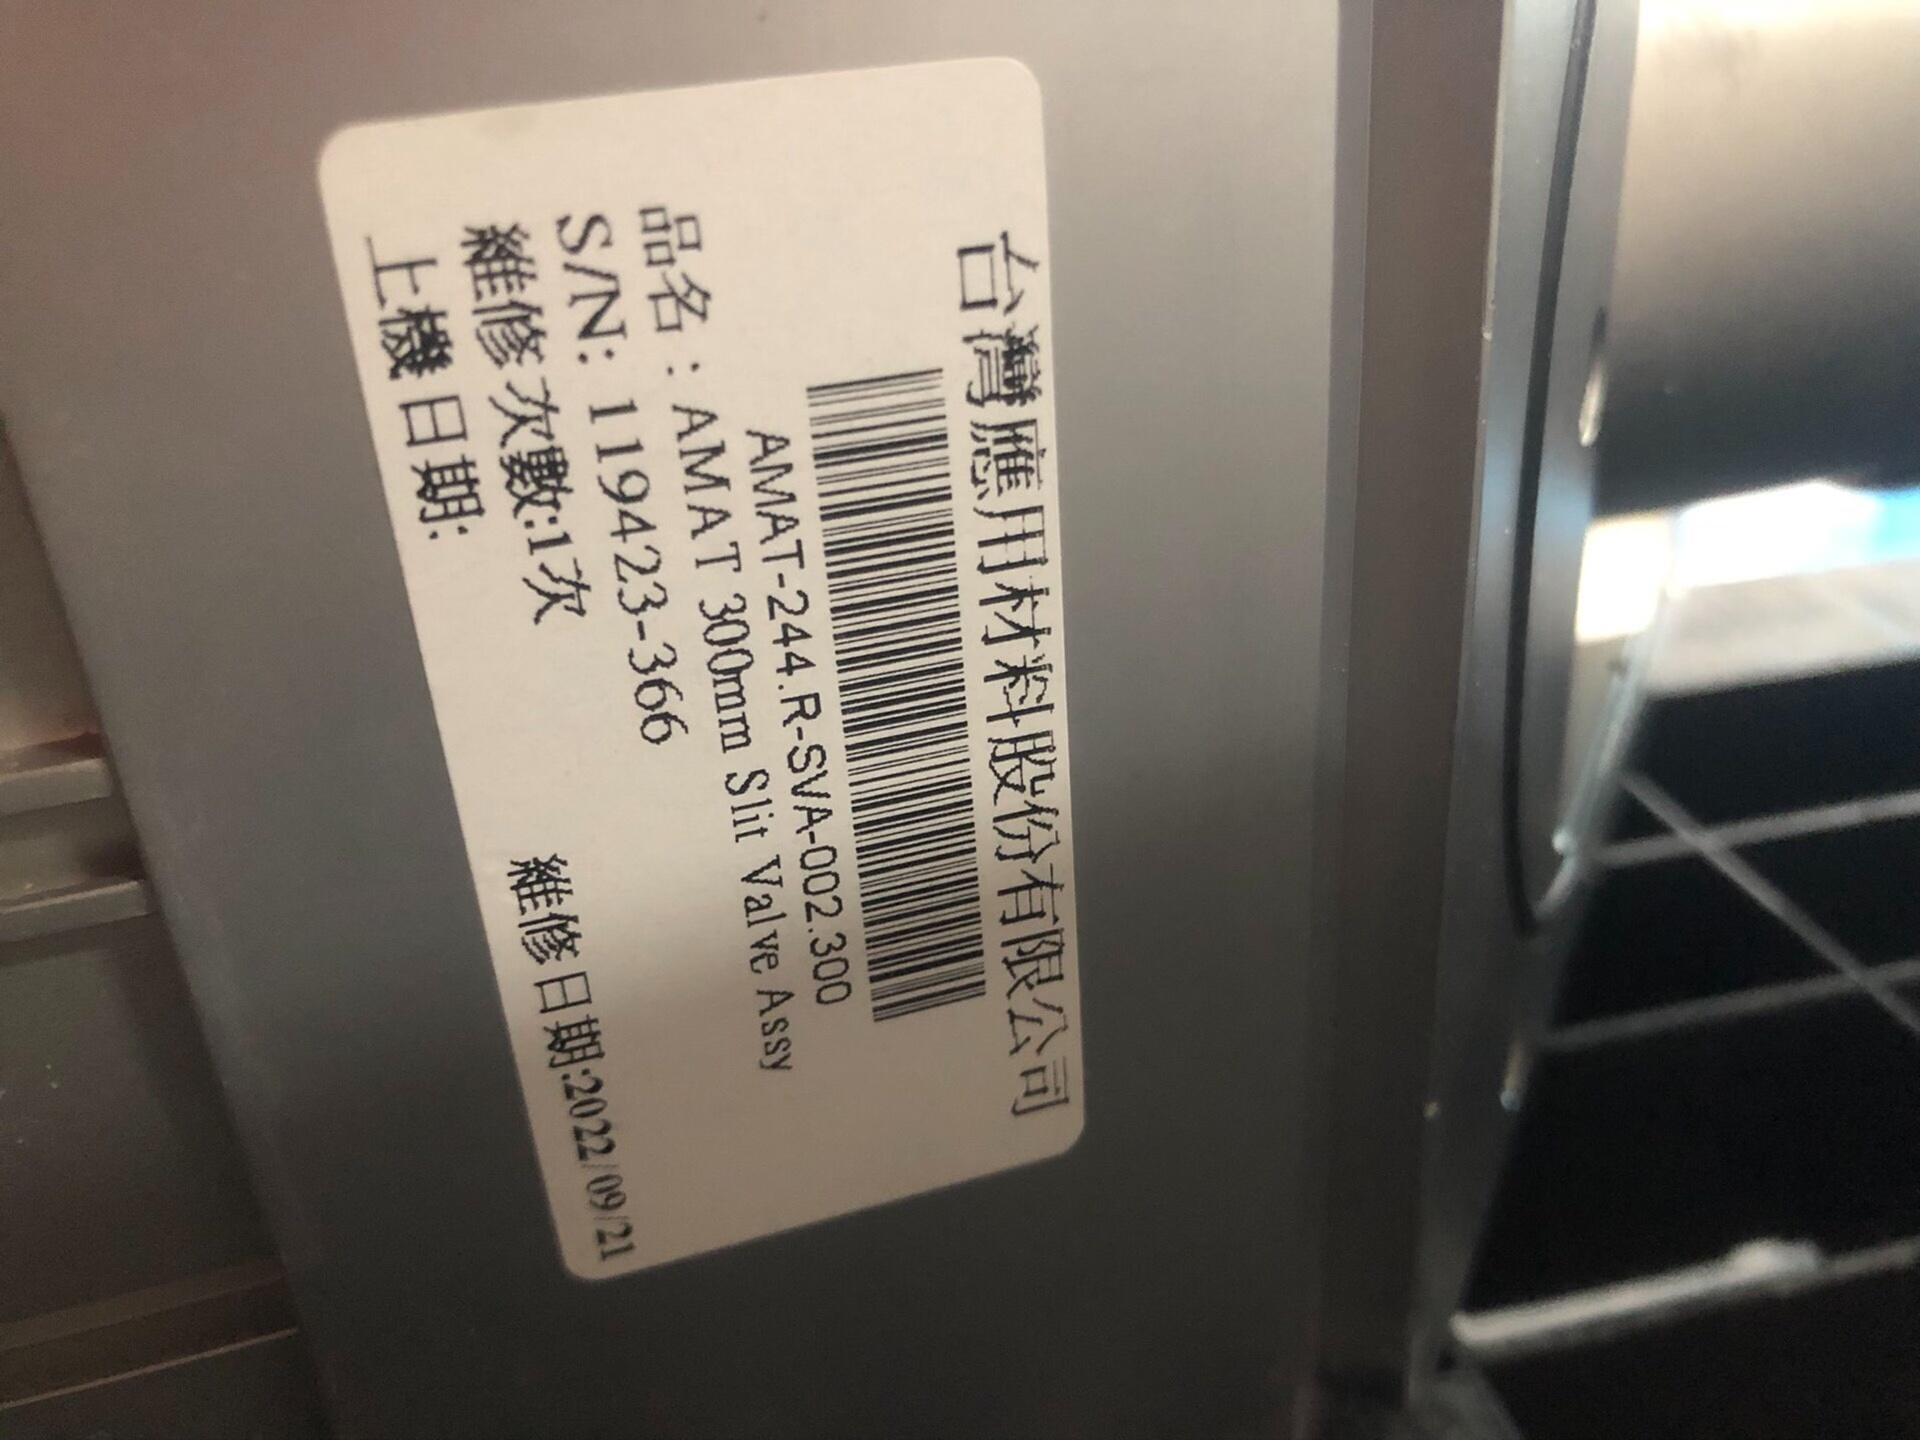 台灣應用材料股份有限公司
AMAT-244.R-SVA-002.300
品名：AMAT 300mm Slit Valve Assy
S/N: 119423-366
維修次數:1次 維修日期:2022/09/21
上機日期: